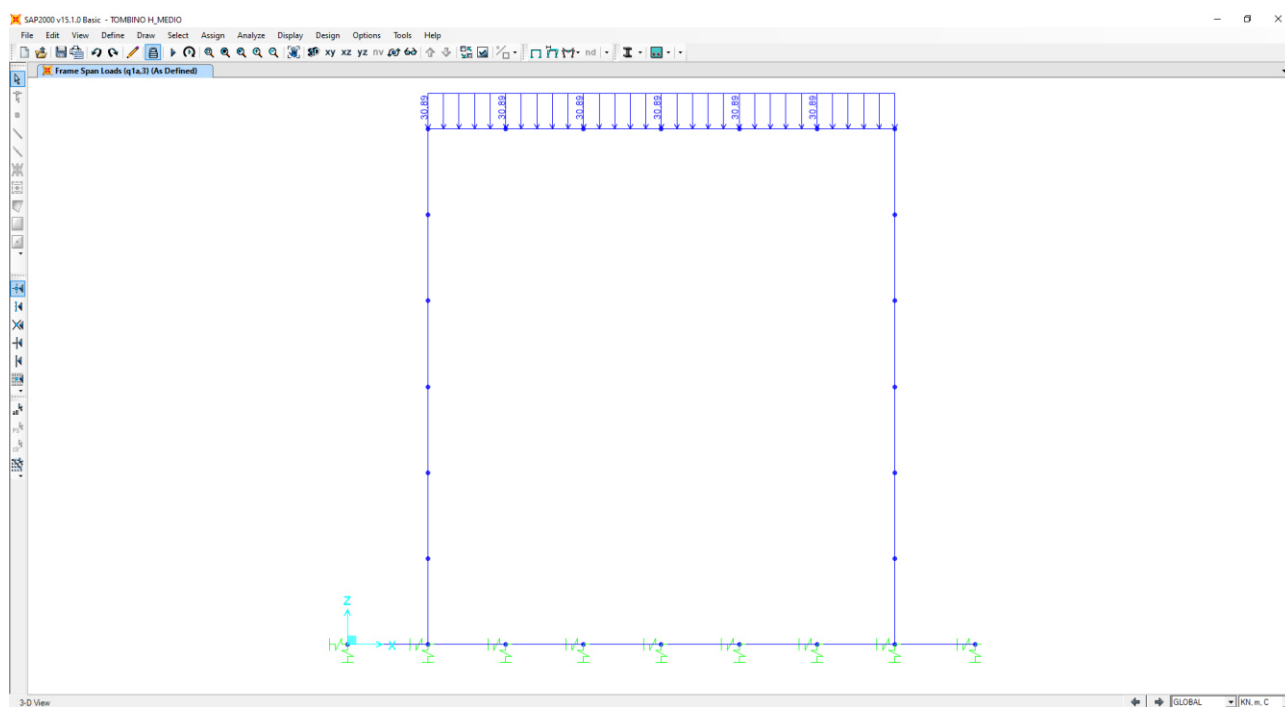 SAP2000 v15.1.0 Basic - TOMBINO H_MEDIO
File Edit View Define Draw Select Assign Analyze Display Design Options Tools Help
xy xz yz nv nd
Frame Span Loads (q1a,3) (As Defined)
30.89 30.89 30.89 30.89 30.89 30.89
Z
X
3-D View GLOBAL KN, m, C